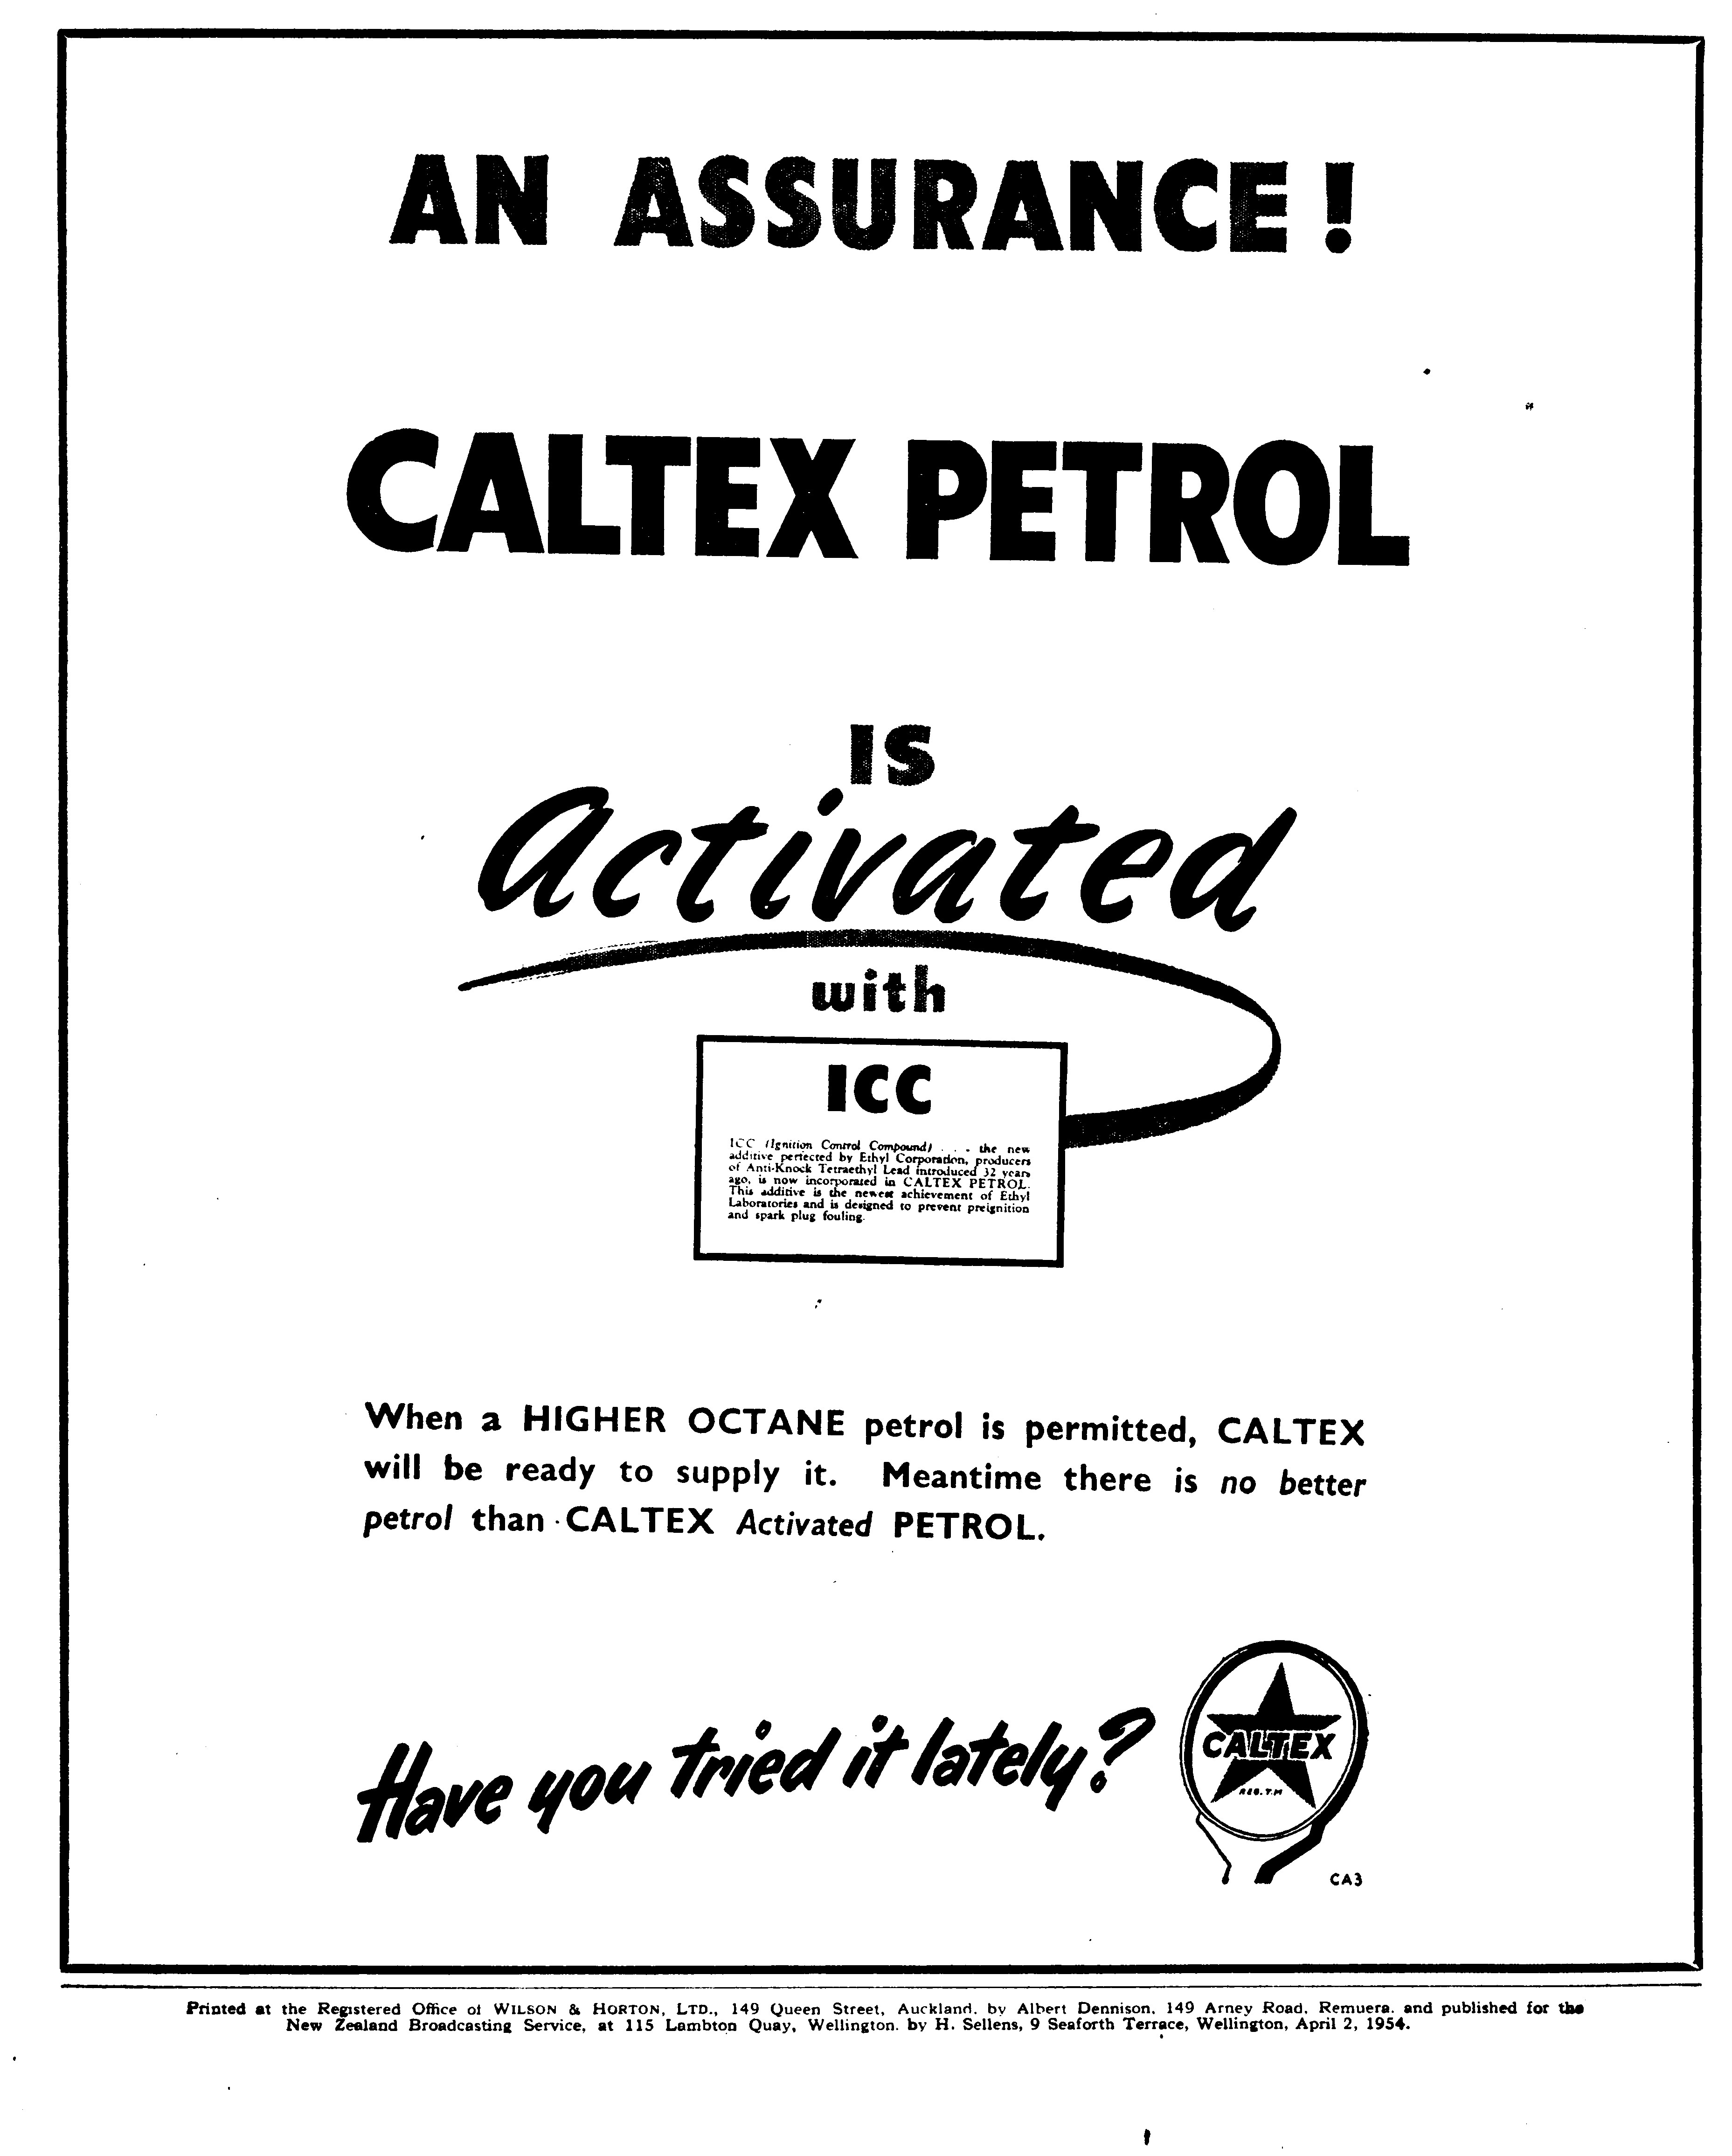 AN ASSURANCE!
CALTEX PETROL
IS
Activated
with
ICC
ICC (Ignition Control Compound) . . . the new
additive perfected by Ethyl Corporation, producers
of Anti-Knock Tetraethyl Lead introduced 32 years
ago, is now incorporated in CALTEX PETROL.
This additive is the newest achievement of Ethyl
Laboratories and is designed to prevent preignition
and spark plug fouling.
When a HIGHER OCTANE petrol is permitted, CALTEX
will be ready to supply it. Meantime there is no better
petrol than CALTEX Activated PETROL.
Have you tried it lately?
CALTEX
REG. T.M
CA3
Printed at the Registered Office of WILSON & HORTON, LTD., 149 Queen Street, Auckland, by Albert Dennison, 149 Arney Road, Remuera, and published for the
New Zealand Broadcasting Service, at 115 Lambton Quay, Wellington, by H. Sellens, 9 Seaforth Terrace, Wellington, April 2, 1954.